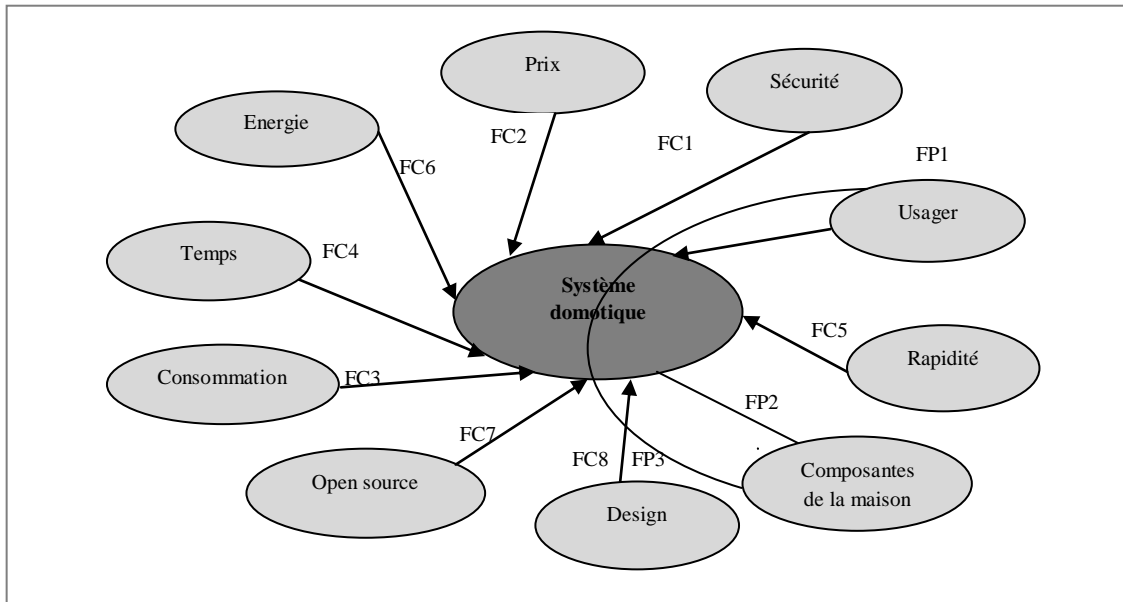 Prix
Sécurité
Energie
FC2
FC1
FP1
FC6
Usager
Temps
FC4
Système
domotique
FC5
Rapidité
Consommation
FC3
FP2
FC7
FC8
FP3
Composantes
de la maison
Open source
Design